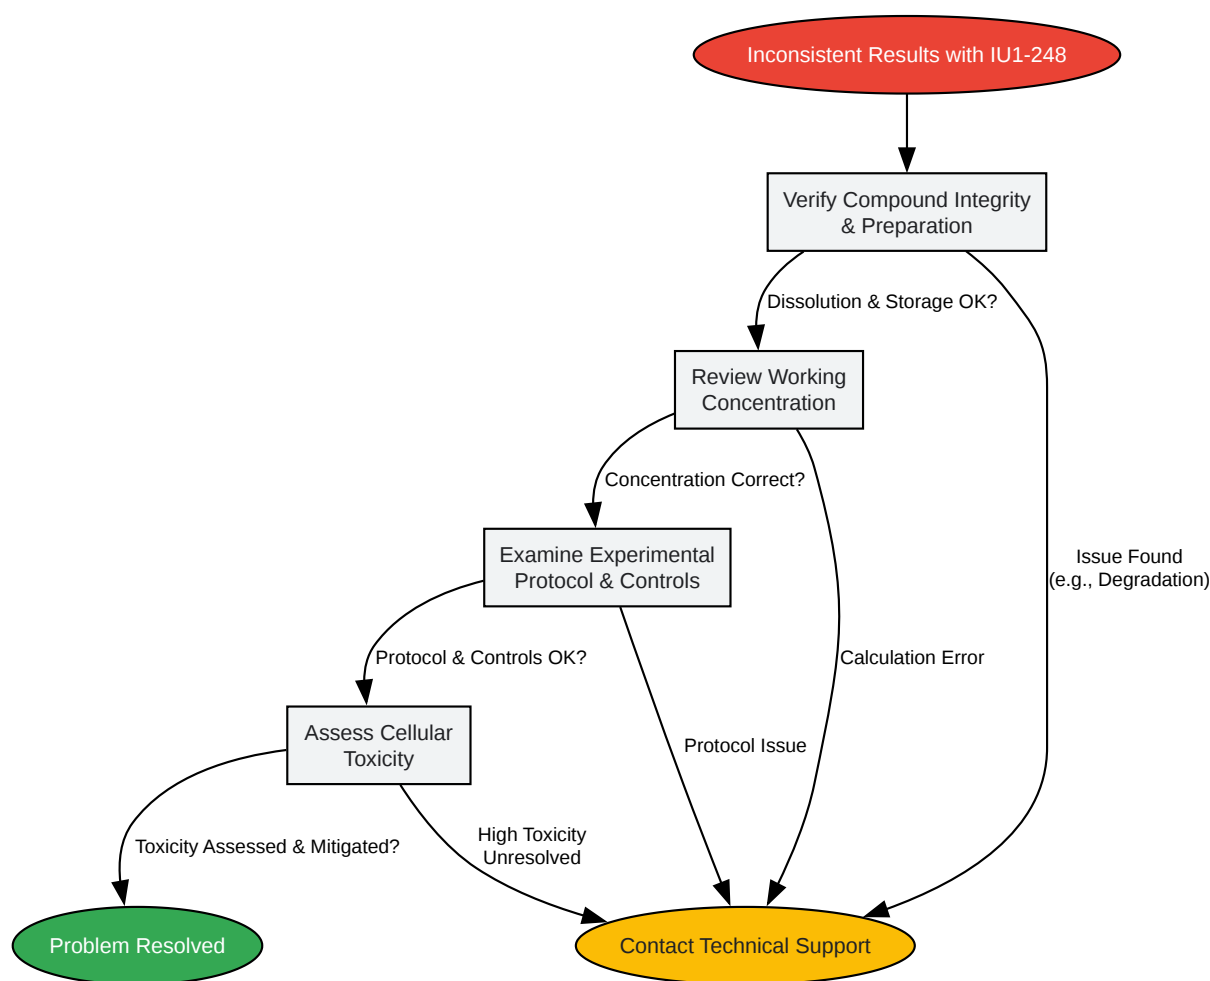 Inconsistent Results with IU1-248
Verify Compound Integrity
& Preparation
Dissolution & Storage OK?
Review Working
Concentration
Concentration Correct?
Examine Experimental
Protocol & Controls
Issue Found
(e.g., Degradation)
Protocol & Controls OK?
Calculation Error
Assess Cellular
Toxicity
Protocol Issue
Toxicity Assessed & Mitigated?
High Toxicity
Unresolved
Problem Resolved
Contact Technical Support